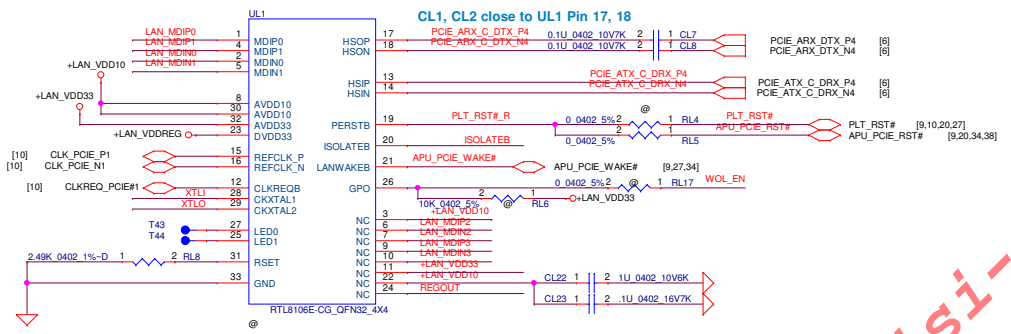 UL1
CL1, CL2 close to UL1 Pin 17, 18
LAN_MDIP0 1 MDIP0
LAN_MDIP1 4 MDIP1
LAN_MDIN0 2 MDIN0
LAN_MDIN1 5 MDIN1
+LAN_VDD10
8 AVDD10
30 AVDD10
+LAN_VDD33
32 AVDD33
+LAN_VDDREG 23 DVDD33
[10] CLK_PCIE_P1 15 REFCLK_P
[10] CLK_PCIE_N1 16 REFCLK_N
[10] CLKREQ_PCIE#1 12 CLKREQB
XTLI 28 CKXTAL1
XTLO 29 CKXTAL2
T43 27 LED0
T44 25 LED1
2.49K_0402_1%~D 1 2 RL8 31 RSET
33 GND
HSOP 17 PCIE_ARX_C_DTX_P4 0.1U_0402_10V7K 2 1 CL7 PCIE_ARX_DTX_P4 [6]
HSON 18 PCIE_ARX_C_DTX_N4 0.1U_0402_10V7K 2 1 CL8 PCIE_ARX_DTX_N4 [6]
HSIP 13 PCIE_ATX_C_DRX_P4 PCIE_ATX_C_DRX_P4 [6]
HSIN 14 PCIE_ATX_C_DRX_N4 PCIE_ATX_C_DRX_N4 [6]
@
PERSTB 19 PLT_RST#_R 0_0402_5% 2 1 RL4 PLT_RST# PLT_RST# [9,10,20,27]
0_0402_5% 2 1 RL5 APU_PCIE_RST# APU_PCIE_RST# [9,20,34,38]
ISOLATEB 20 ISOLATEB
LANWAKEB 21 APU_PCIE_WAKE# APU_PCIE_WAKE# [9,27,34]
GPO 26 0_0402_5% 2 @ 1 RL17 WOL_EN
10K_0402_5% 2 @ 1 RL6 +LAN_VDD33
NC 3 +LAN_VDD10
NC 6 LAN_MDIP2
NC 7 LAN_MDIN2
NC 9 LAN_MDIP3
NC 10 LAN_MDIN3
NC 11 +LAN_VDD33
NC 22 +LAN_VDD10 CL22 1 2 1U_0402_10V6K
NC 24 REGOUT CL23 1 2 .1U_0402_16V7K
RTL8106E-CG_QFN32_4X4
@
si-